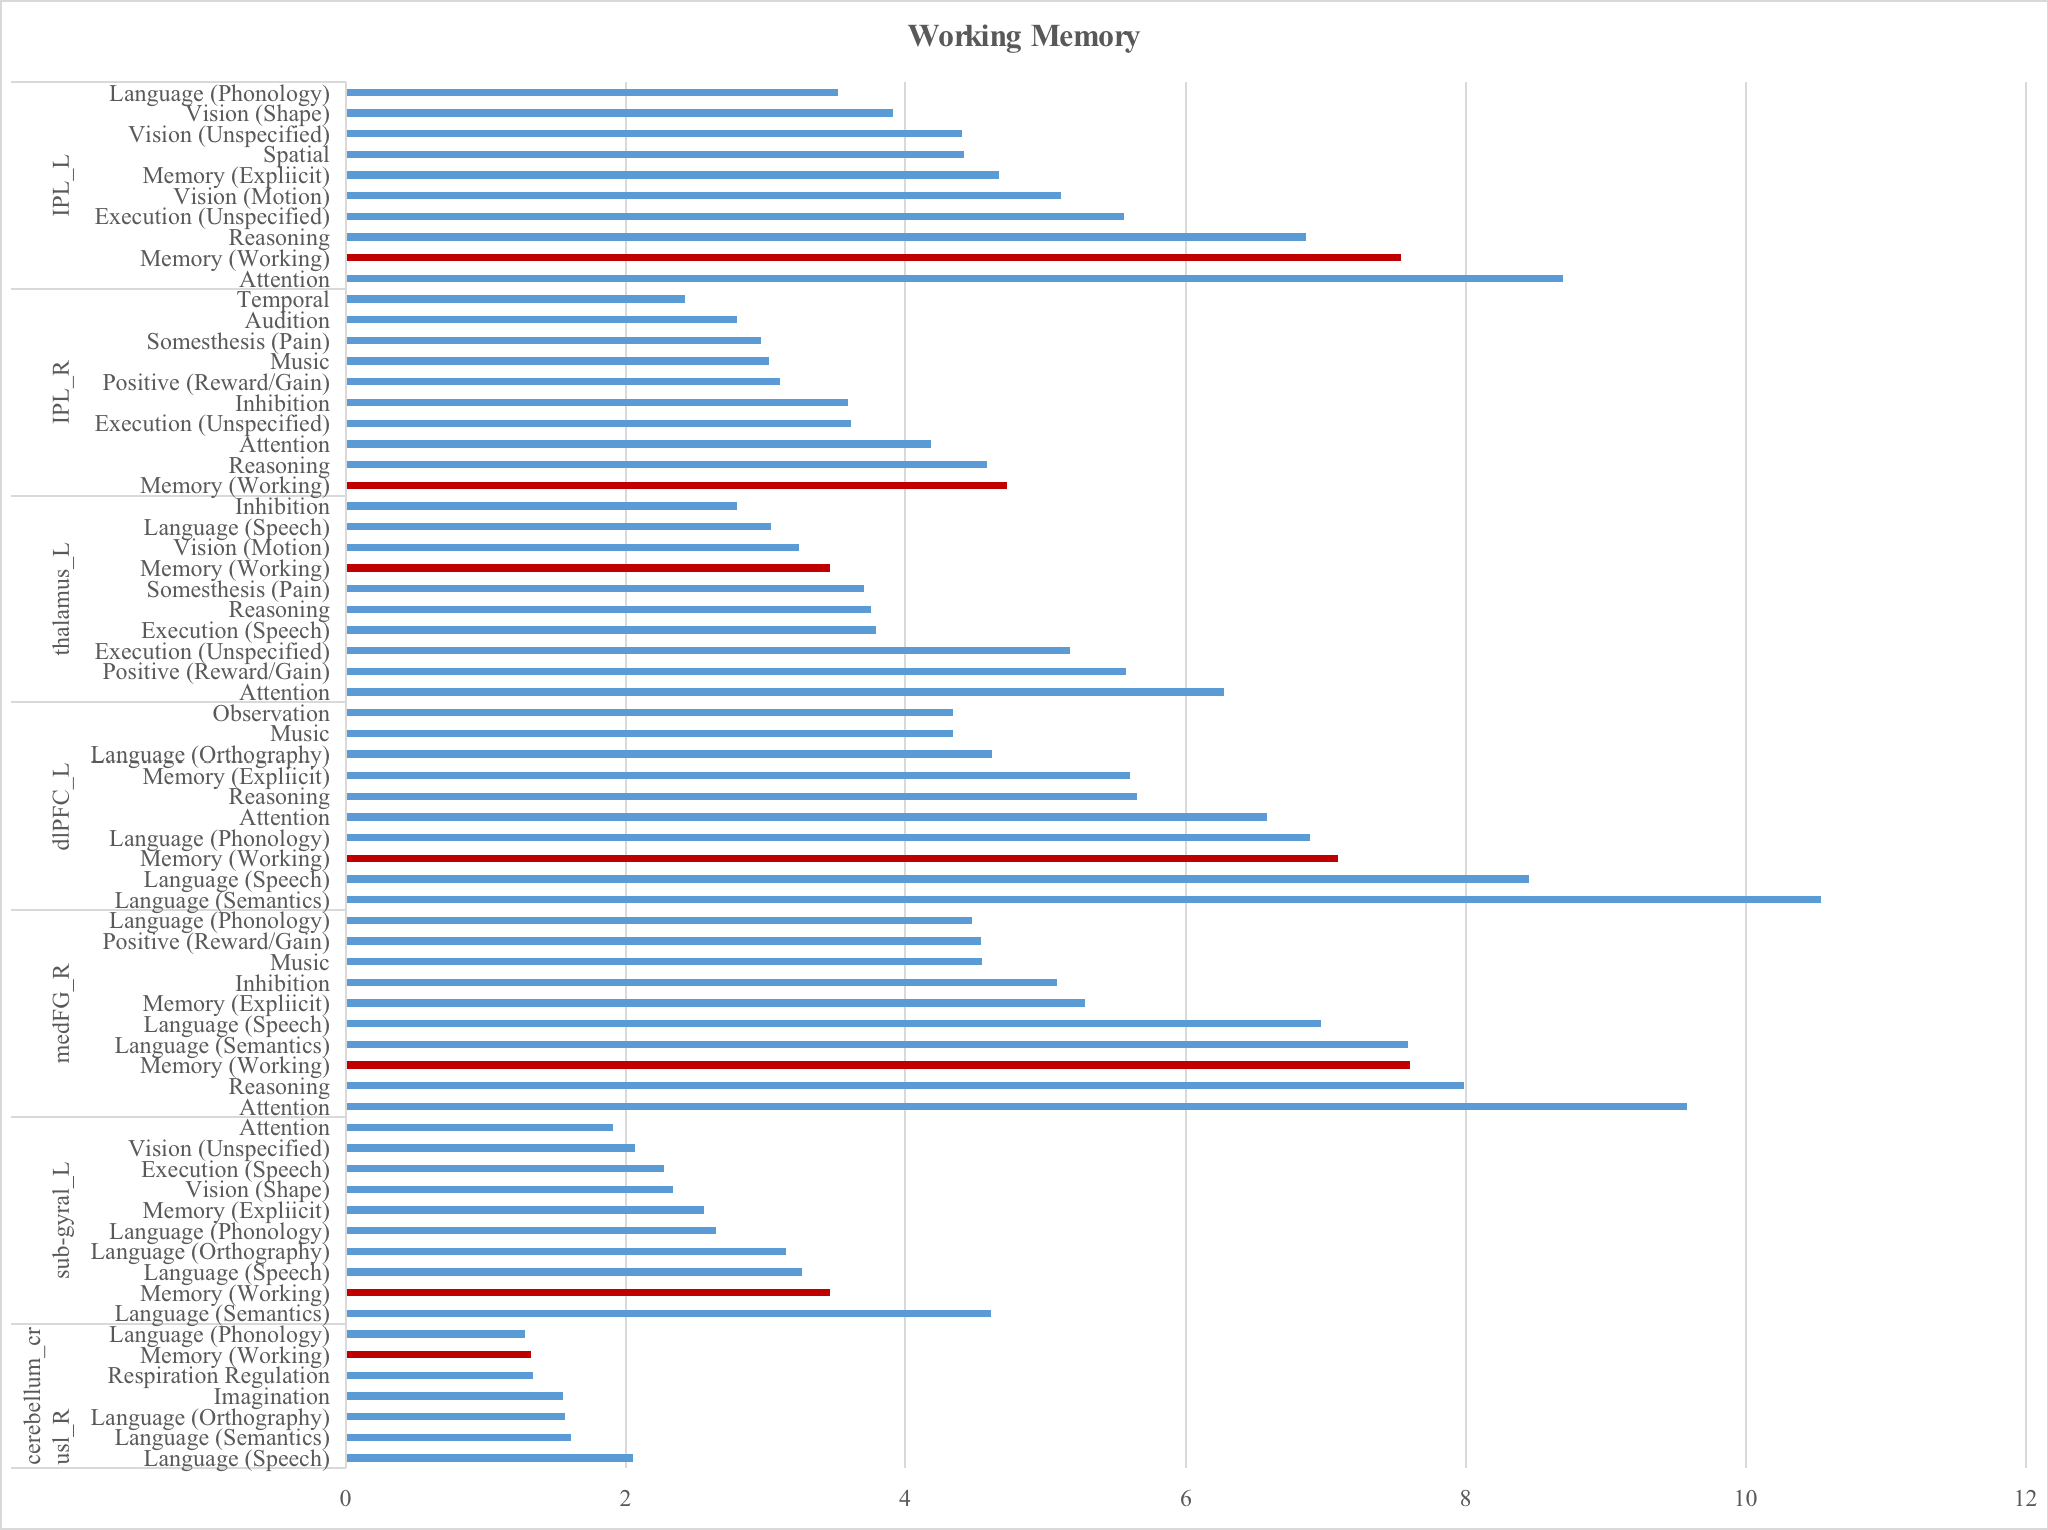 Working Memory
IPL_L
Language (Phonology)
Vision (Shape)
Vision (Unspecified)
Spatial
Memory (Expliicit)
Vision (Motion)
Execution (Unspecified)
Reasoning
Memory (Working)
Attention
IPL_R
Temporal
Audition
Somesthesis (Pain)
Music
Positive (Reward/Gain)
Inhibition
Execution (Unspecified)
Attention
Reasoning
Memory (Working)
thalamus_L
Inhibition
Language (Speech)
Vision (Motion)
Memory (Working)
Somesthesis (Pain)
Reasoning
Execution (Speech)
Execution (Unspecified)
Positive (Reward/Gain)
Attention
dlPFC_L
Observation
Music
Language (Orthography)
Memory (Expliicit)
Reasoning
Attention
Language (Phonology)
Memory (Working)
Language (Speech)
Language (Semantics)
medFG_R
Language (Phonology)
Positive (Reward/Gain)
Music
Inhibition
Memory (Expliicit)
Language (Speech)
Language (Semantics)
Memory (Working)
Reasoning
Attention
sub-gyral_L
Attention
Vision (Unspecified)
Execution (Speech)
Vision (Shape)
Memory (Expliicit)
Language (Phonology)
Language (Orthography)
Language (Speech)
Memory (Working)
Language (Semantics)
cerebellum_cr
usl_R
Language (Phonology)
Memory (Working)
Respiration Regulation
Imagination
Language (Orthography)
Language (Semantics)
Language (Speech)
0 2 4 6 8 10 12